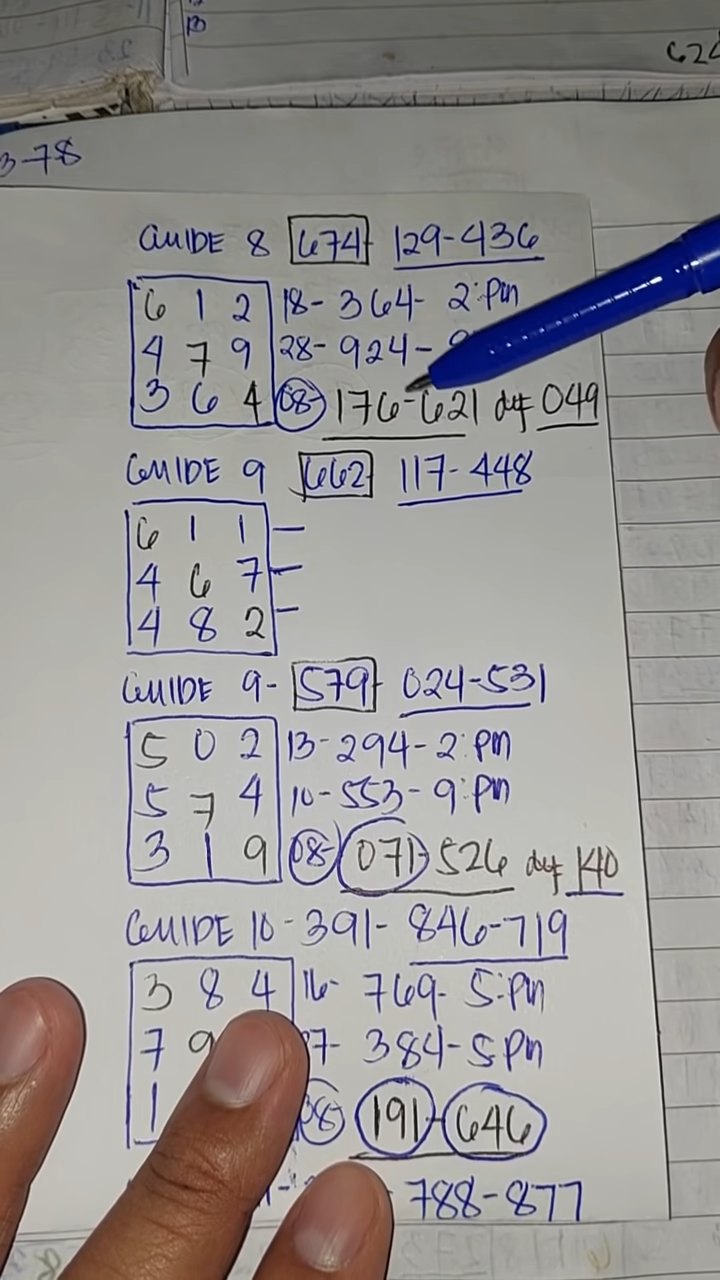 3-78
GUIDE 8 674- 129-436
6 1 2 18- 364- 2:pm
4 7 9 28- 924-
3 6 4 08- 176-621 def 049
GUIDE 9 662 117-448
6 1 1 —
4 6 7 —
4 8 2 —
GUIDE 9- 579- 024-531
5 0 2 13-294-2:pm
5 7 4 10-553-9:pm
3 1 9 08- 071-526 def 140
GUIDE 10-391-846-719
3 8 4 16- 769- 5:pm
7 9 384-5pm
1 191-646
788-877